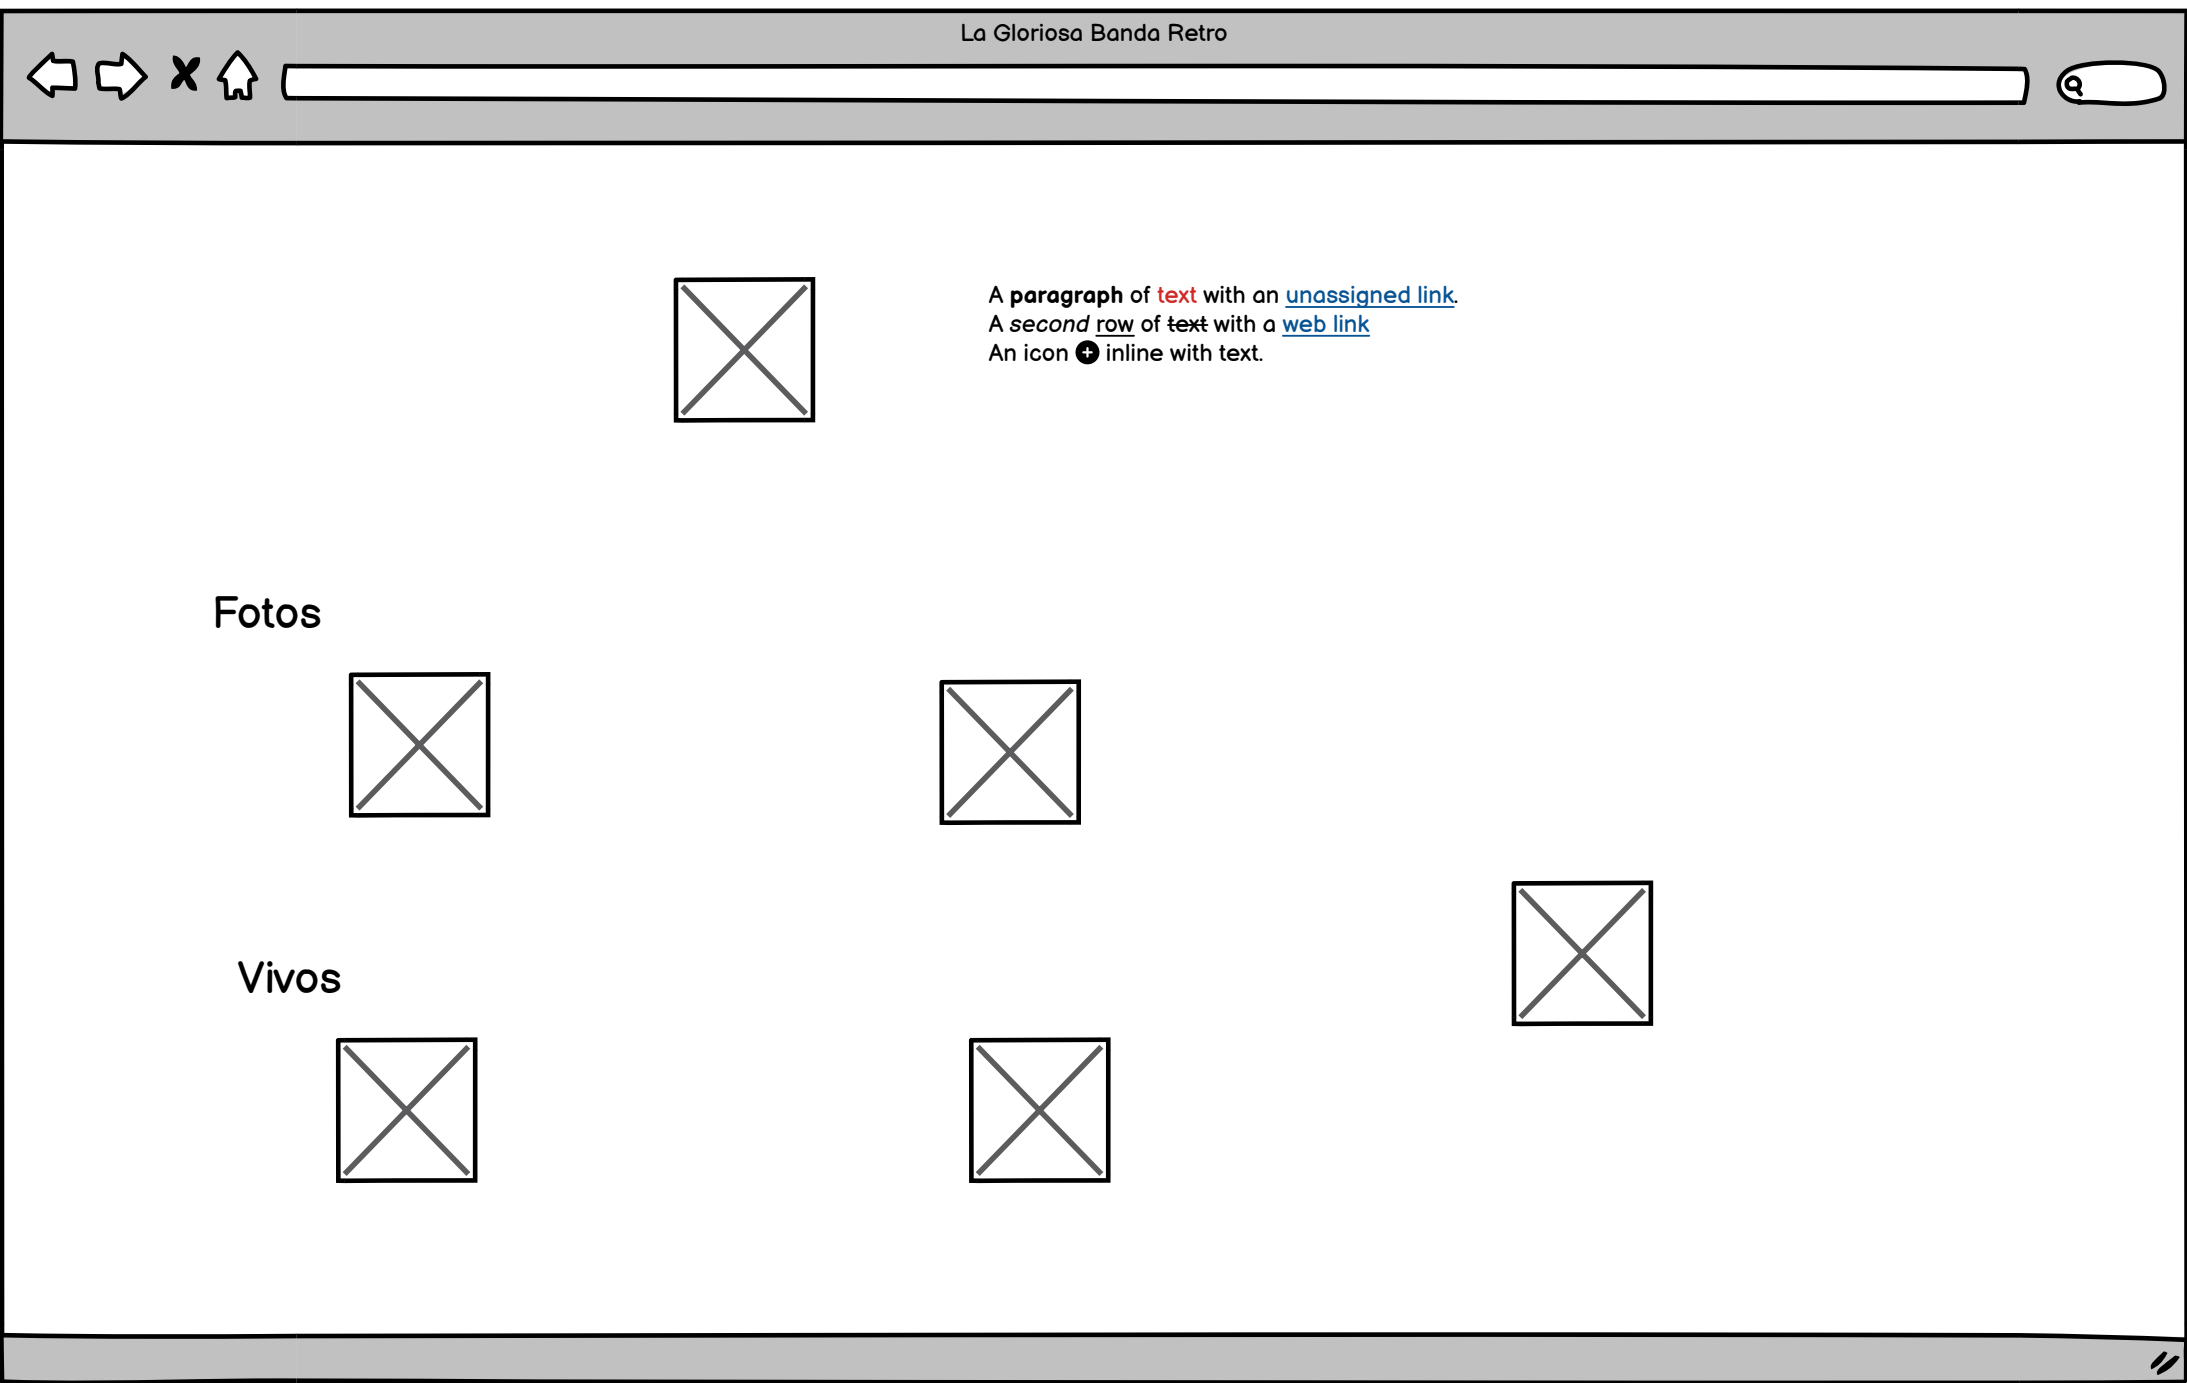 La Gloriosa Banda Retro
A paragraph of text with an unassigned link.
A second row of text with a web link
An icon inline with text.
Fotos
Vivos